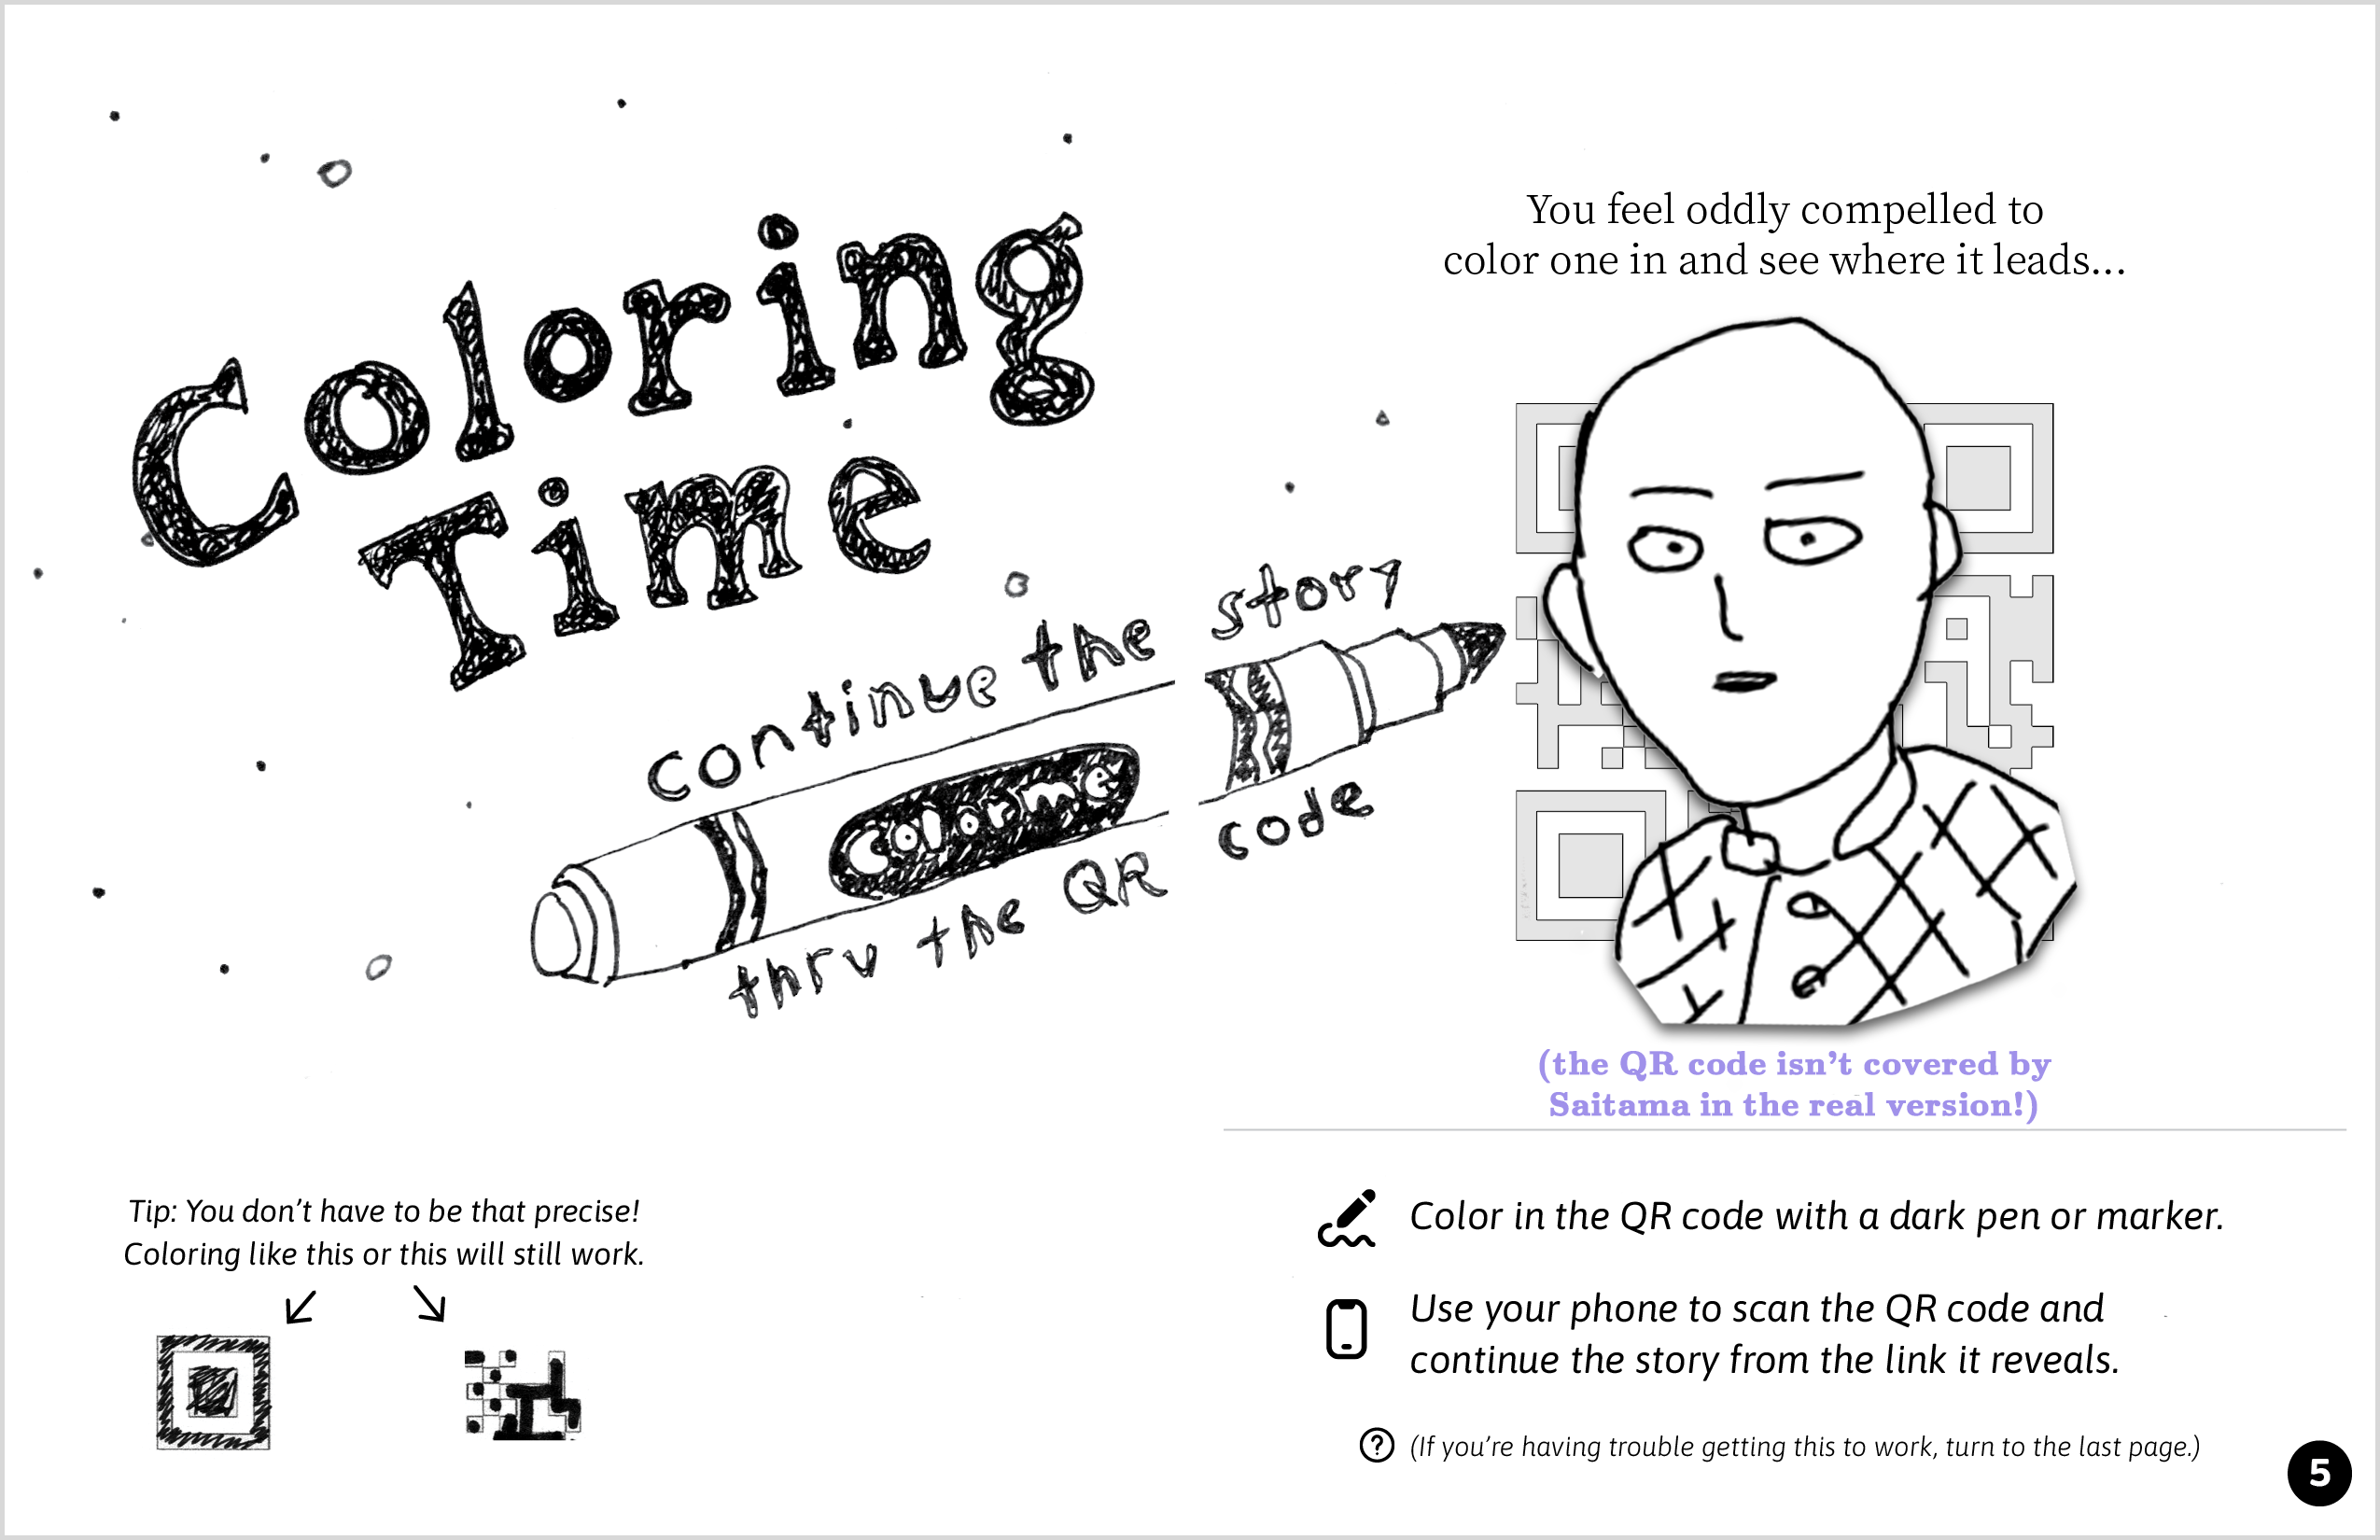 Coloring
Time
continue the story
Colorme
thru the QR code
Tip: You don’t have to be that precise!
Coloring like this or this will still work.
You feel oddly compelled to
color one in and see where it leads...
(the QR code isn’t covered by
Saitama in the real version!)
Color in the QR code with a dark pen or marker.
Use your phone to scan the QR code and
continue the story from the link it reveals.
(If you’re having trouble getting this to work, turn to the last page.)
5